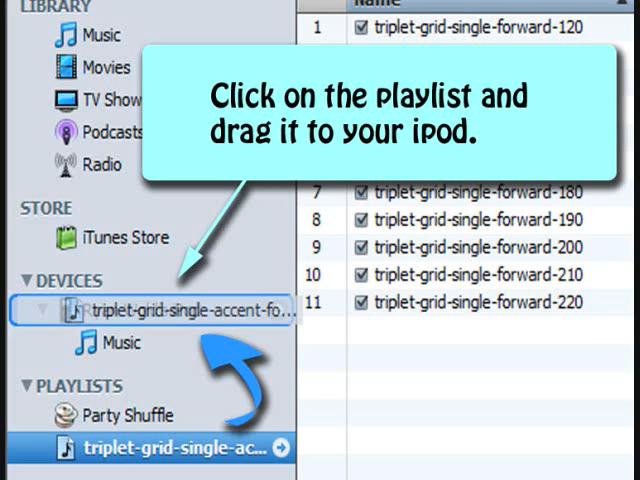 LIBRARY
Name
Music
Movies
TV Show
Podcasts
Radio
STORE
iTunes Store
DEVICES
triplet-grid-single-accent-fo...
Music
PLAYLISTS
Party Shuffle
triplet-grid-single-ac...
Click on the playlist and
drag it to your ipod.
1 triplet-grid-single-forward-120
7 triplet-grid-single-forward-180
8 triplet-grid-single-forward-190
9 triplet-grid-single-forward-200
10 triplet-grid-single-forward-210
11 triplet-grid-single-forward-220